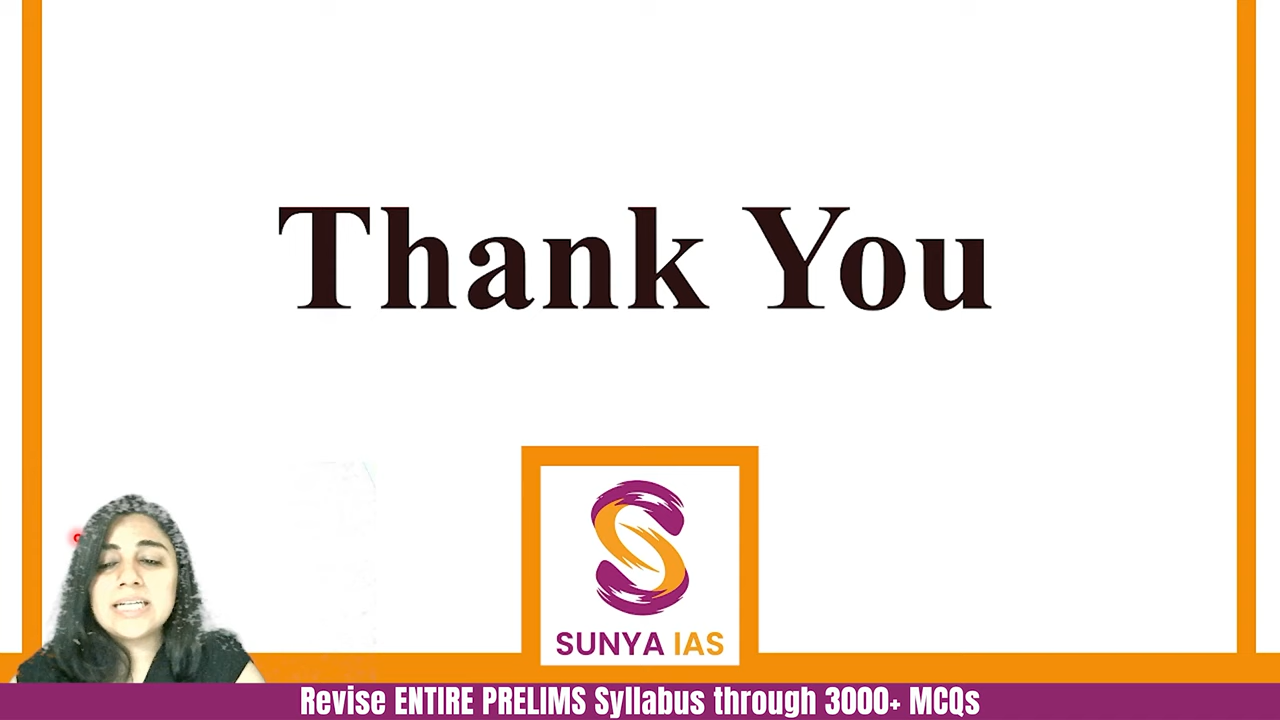 Thank You
SUNYA IAS
Revise ENTIRE PRELIMS Syllabus through 3000+ MCQs